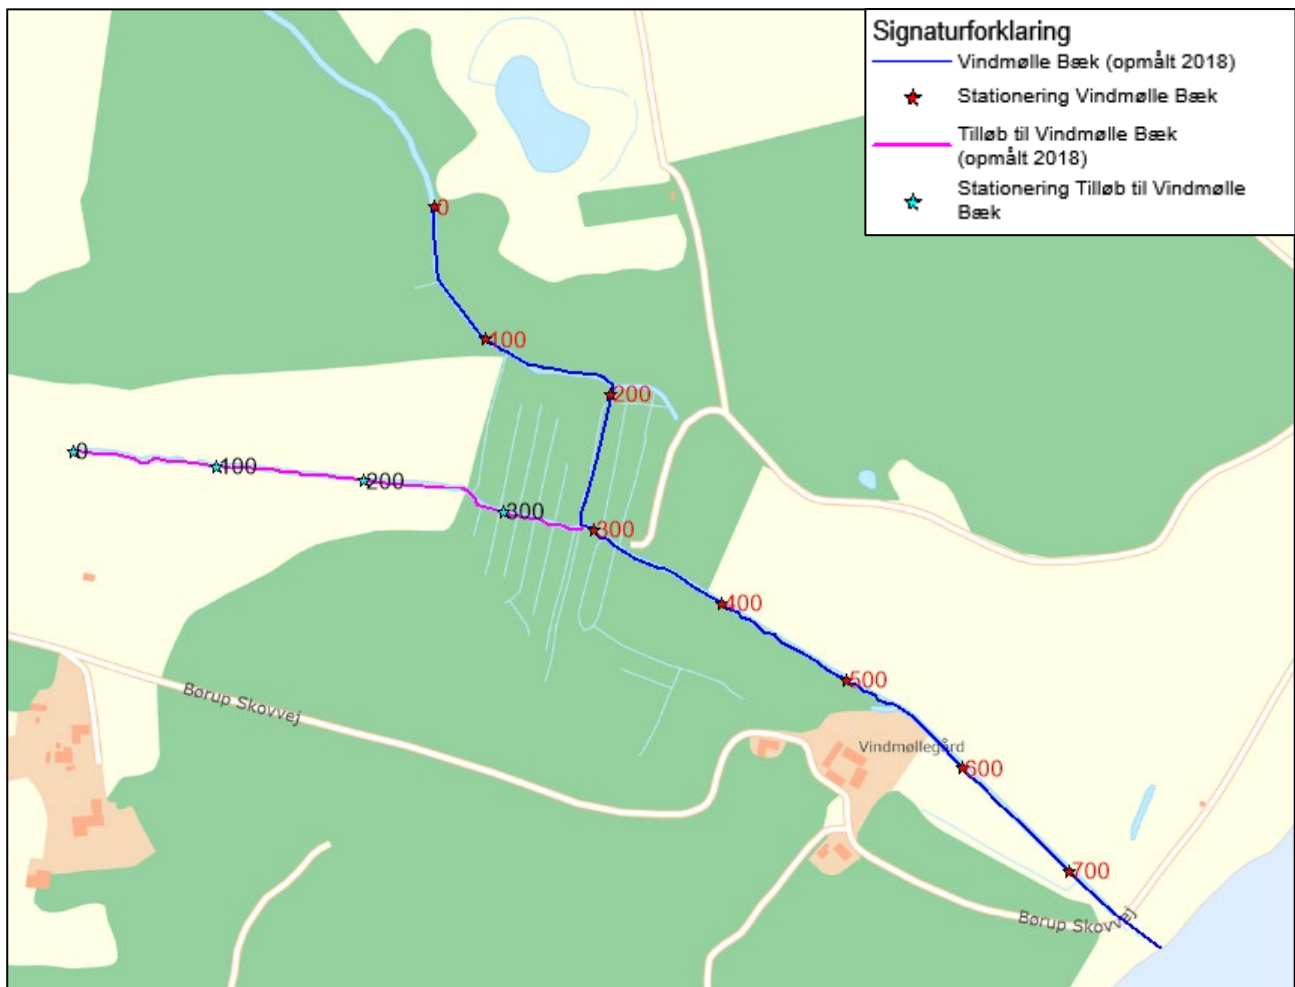 Signaturforklaring
Vindmølle Bæk (opmålt 2018)
Stationering Vindmølle Bæk
Tilløb til Vindmølle Bæk
(opmålt 2018)
Stationering Tilløb til Vindmølle
Bæk
0
100
200
0
100
200
300
300
400
500
Børup Skovvej
Vindmøllegård
600
700
Børup Skovvej